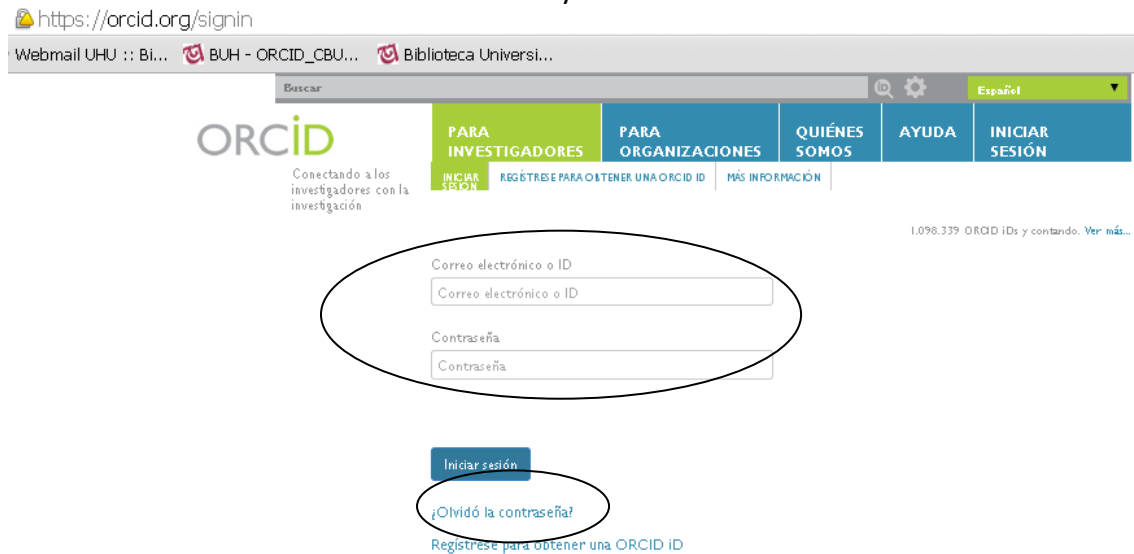 https://orcid.org/signin
Webmail UHU :: Bi... BUH - ORCID_CBU... Biblioteca Universi...
Buscar iD Español
ORCiD
PARA INVESTIGADORES PARA ORGANIZACIONES QUIÉNES SOMOS AYUDA INICIAR SESIÓN
Conectando a los
investigadores con la
investigación
INICIAR SESIÓN REGÍSTRESE PARA OBTENER UNA ORCID ID MÁS INFORMACIÓN
1.098.339 ORCID iDs y contando. Ver más...
Correo electrónico o ID
Correo electrónico o ID
Contraseña
Contraseña
Iniciar sesión
¿Olvidó la contraseña?
Regístrese para obtener una ORCID iD